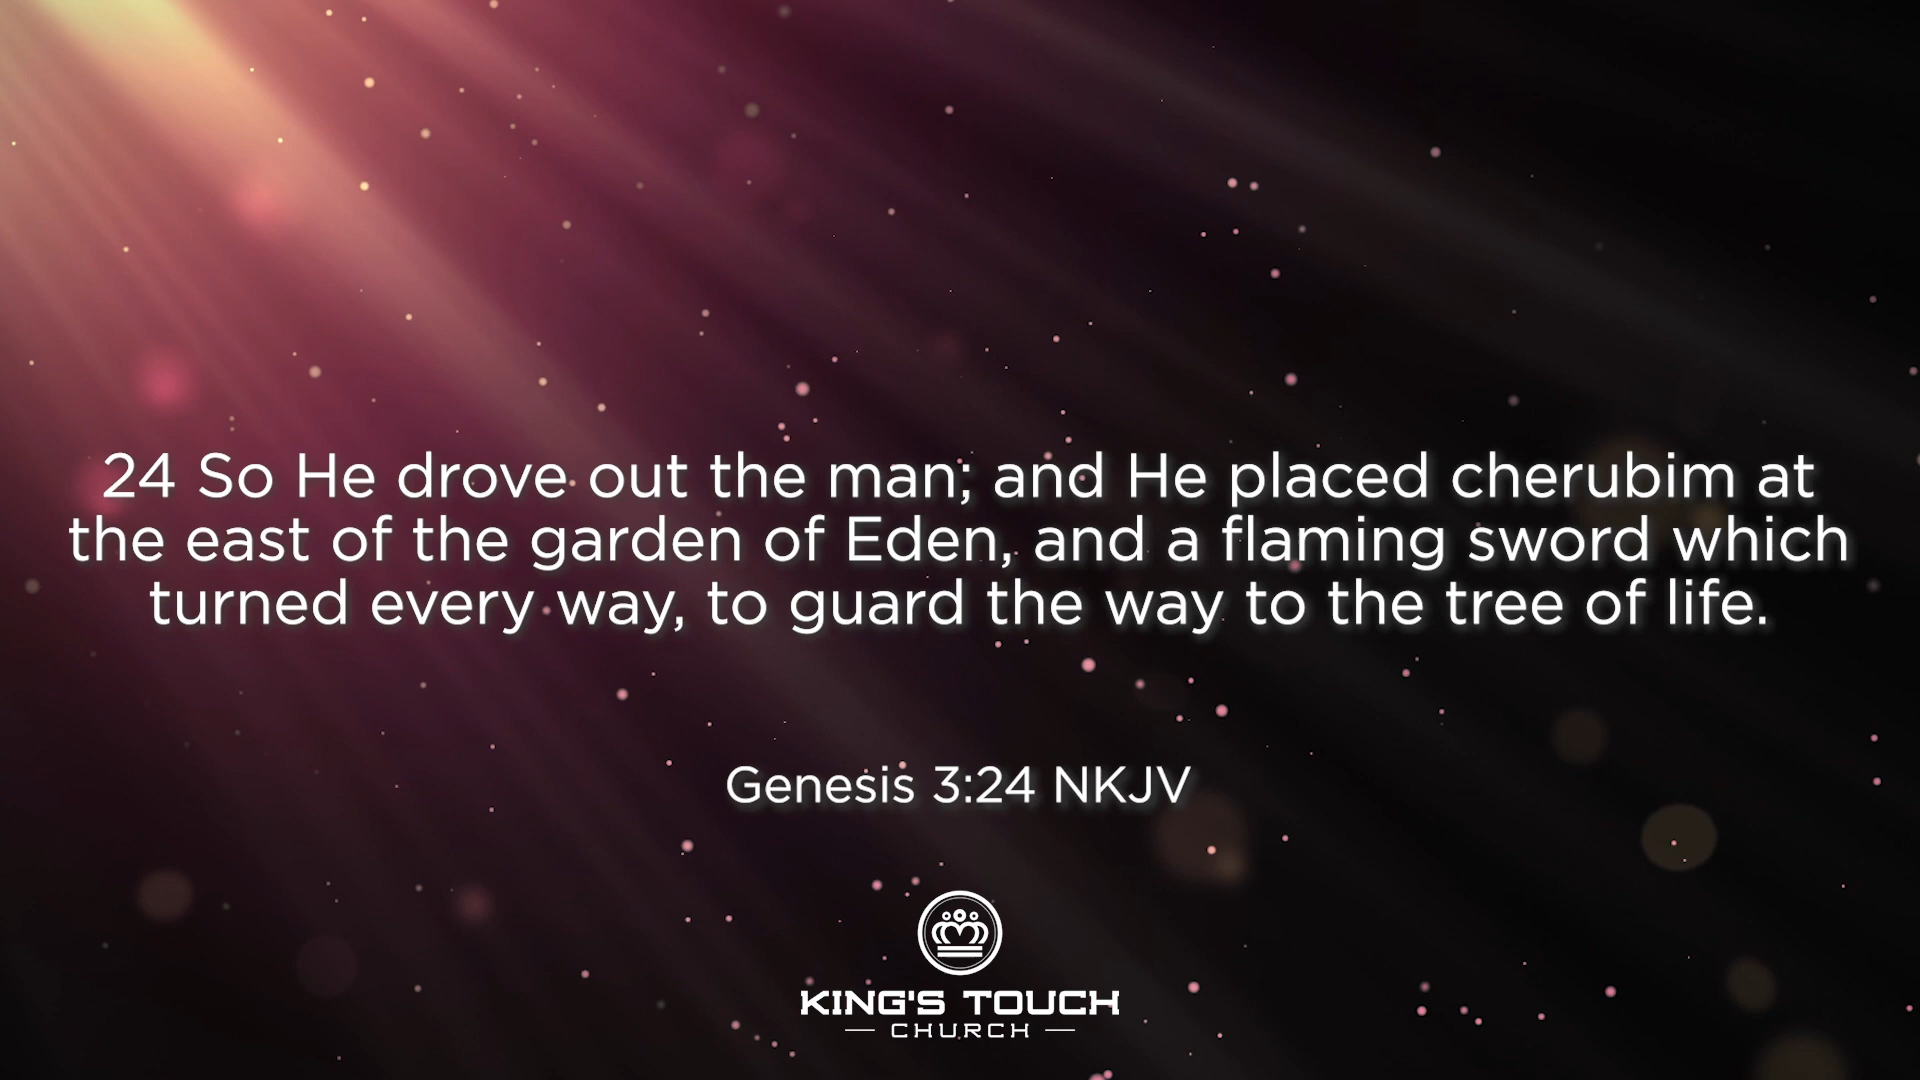 24 So He drove out the man; and He placed cherubim at
the east of the garden of Eden, and a flaming sword which
turned every way, to guard the way to the tree of life.
Genesis 3:24 NKJV
KING'S TOUCH
CHURCH